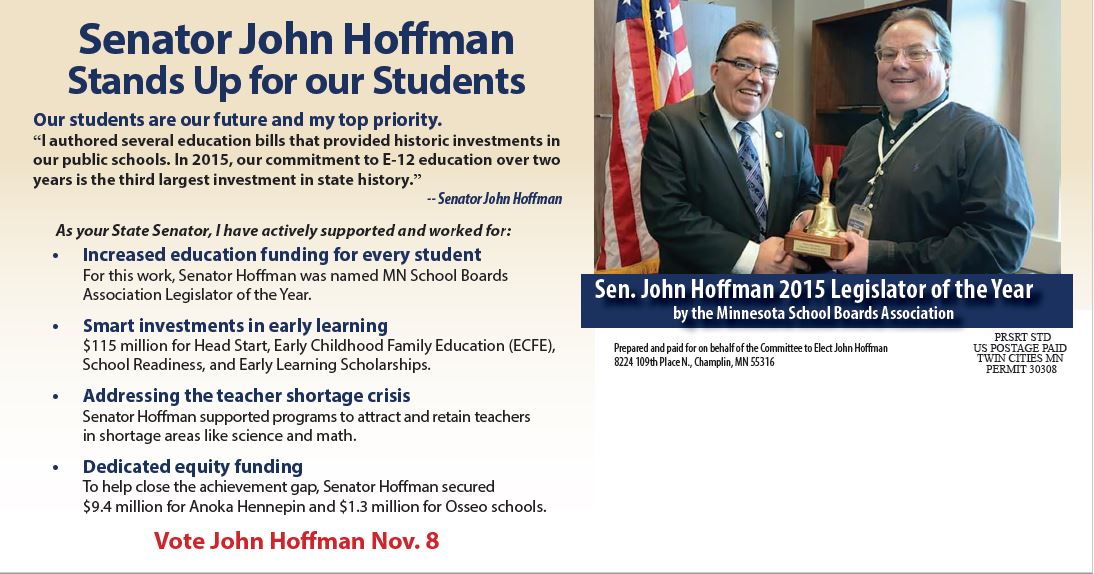 Senator John Hoffman
Stands Up for our Students
Our students are our future and my top priority.
“I authored several education bills that provided historic investments in
our public schools. In 2015, our commitment to E-12 education over two
years is the third largest investment in state history.”
-- Senator John Hoffman
As your State Senator, I have actively supported and worked for:
• Increased education funding for every student
For this work, Senator Hoffman was named MN School Boards
Association Legislator of the Year.
• Smart investments in early learning
$115 million for Head Start, Early Childhood Family Education (ECFE),
School Readiness, and Early Learning Scholarships.
• Addressing the teacher shortage crisis
Senator Hoffman supported programs to attract and retain teachers
in shortage areas like science and math.
• Dedicated equity funding
To help close the achievement gap, Senator Hoffman secured
$9.4 million for Anoka Hennepin and $1.3 million for Osseo schools.
Vote John Hoffman Nov. 8
Sen. John Hoffman 2015 Legislator of the Year
by the Minnesota School Boards Association
Prepared and paid for on behalf of the Committee to Elect John Hoffman
8224 109th Place N., Champlin, MN 55316
PRSRT STD
US POSTAGE PAID
TWIN CITIES MN
PERMIT 30308